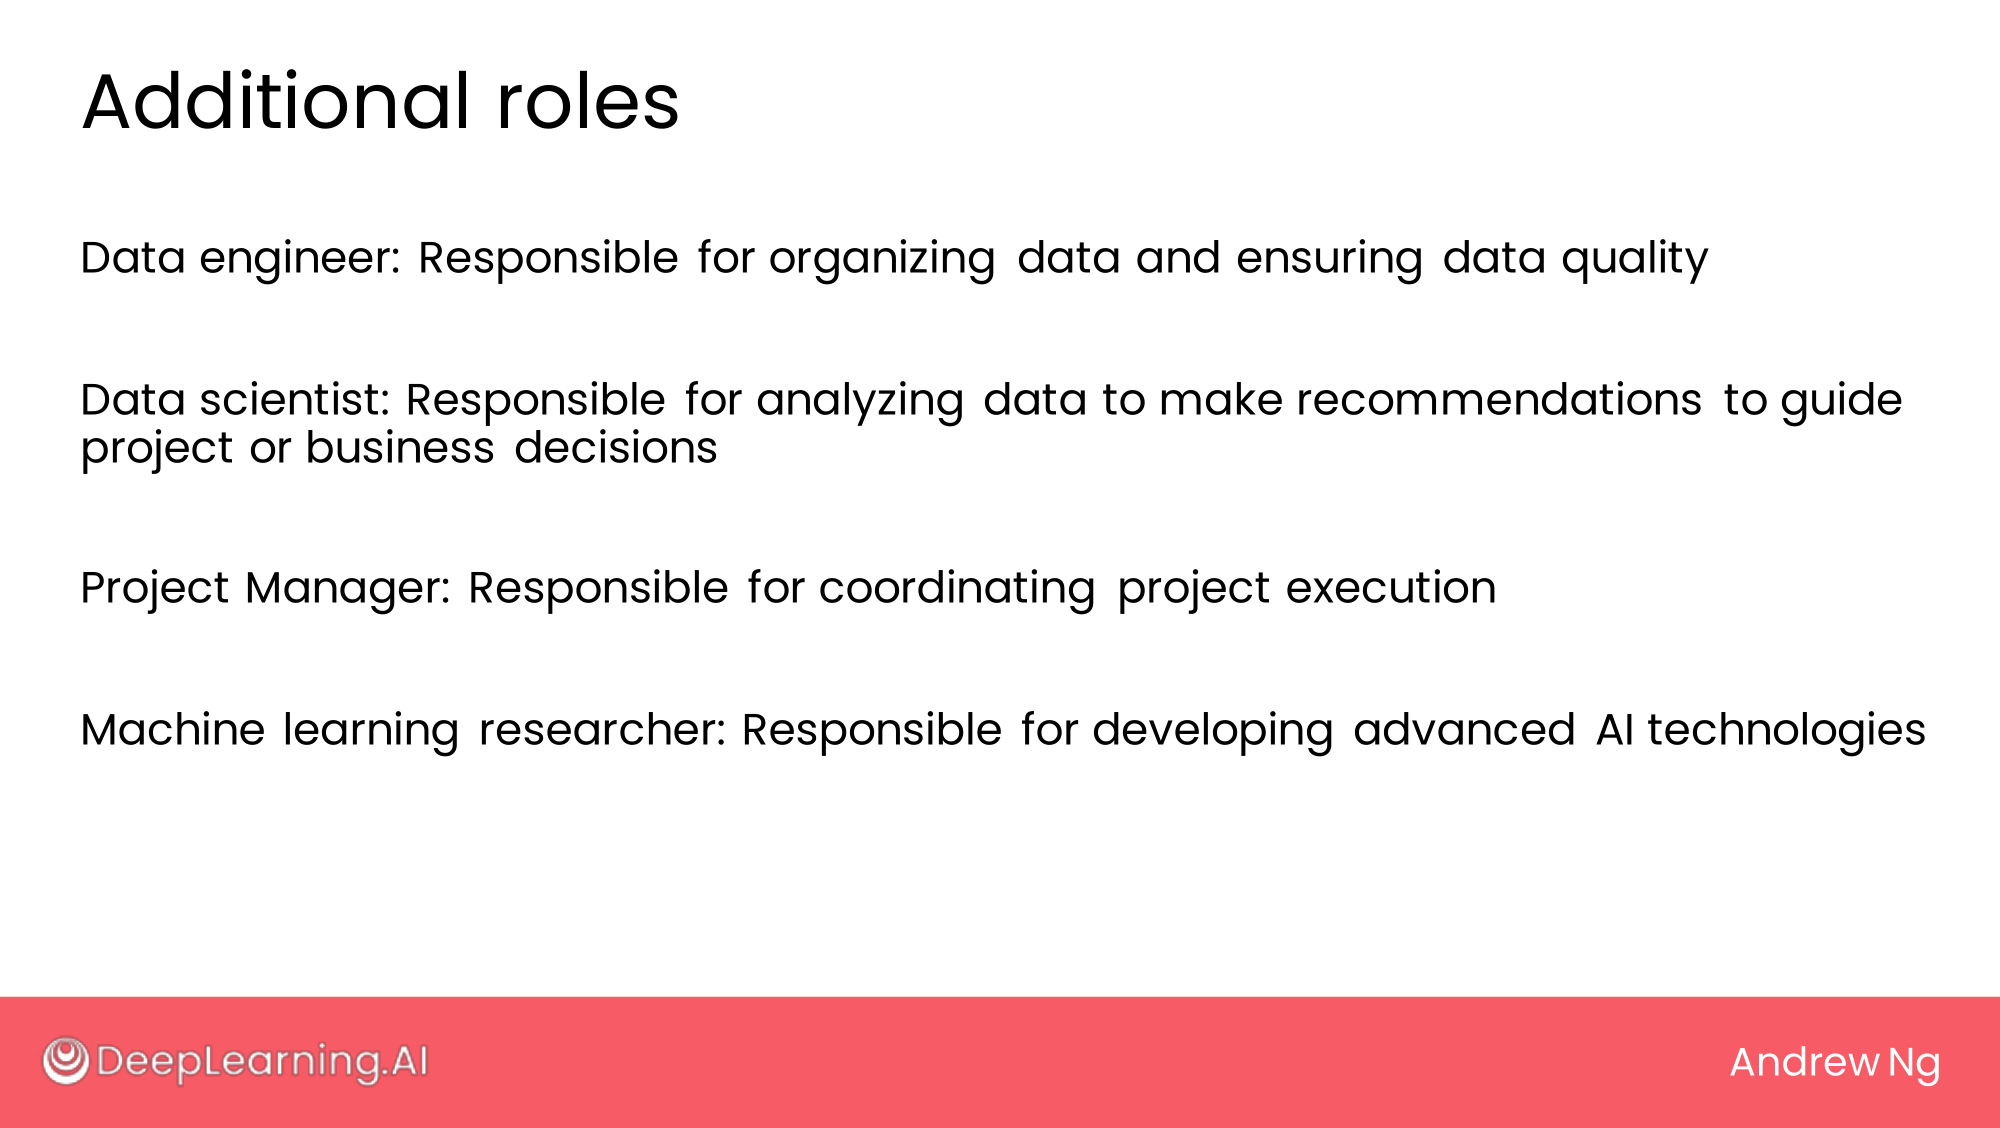 Additional roles
Data engineer: Responsible for organizing data and ensuring data quality
Data scientist: Responsible for analyzing data to make recommendations to guide
project or business decisions
Project Manager: Responsible for coordinating project execution
Machine learning researcher: Responsible for developing advanced AI technologies
DeepLearning.AI
Andrew Ng